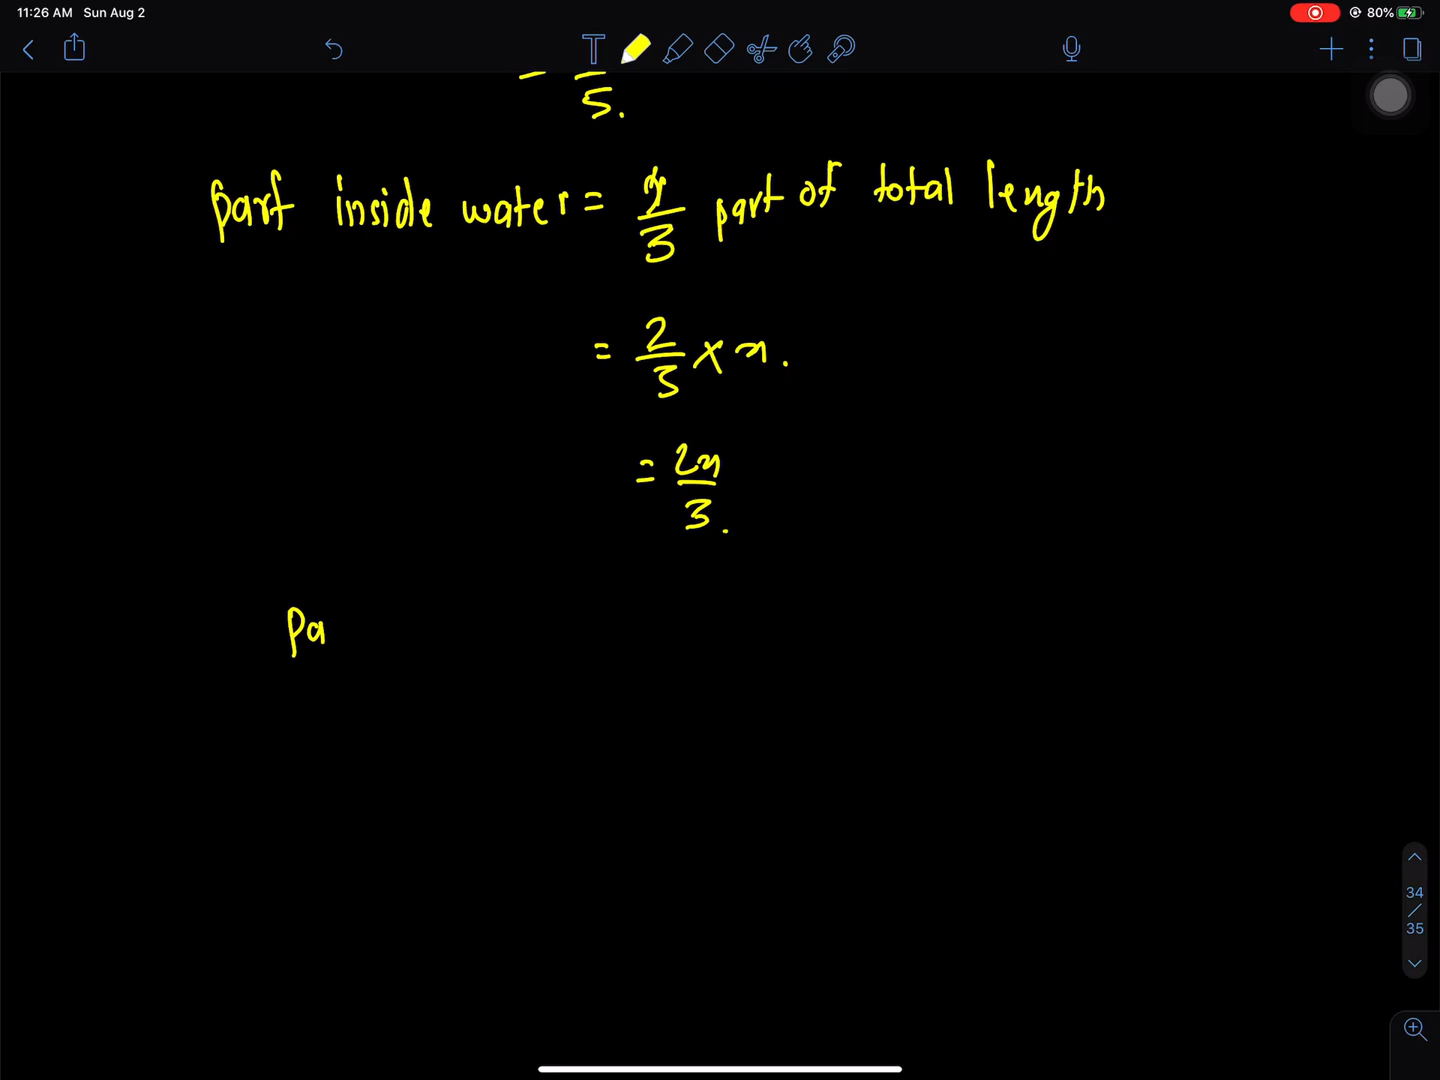 11:26 AM Sun Aug 2 80%
T
5.
part inside water = 2/3 part of total length
= 2/3 × x.
= 2x/3.
Pa
34
/
35